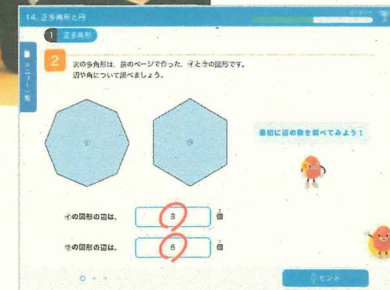 14. 正多角形と円
1 正多角形
2
次の多角形は、前のページで作った、㋑と㋒の図形です。
辺や角について調べましょう。
最初に辺の数を調べてみよう!
㋑の図形の辺は、 8 個
㋒の図形の辺は、 6 個
ヒント